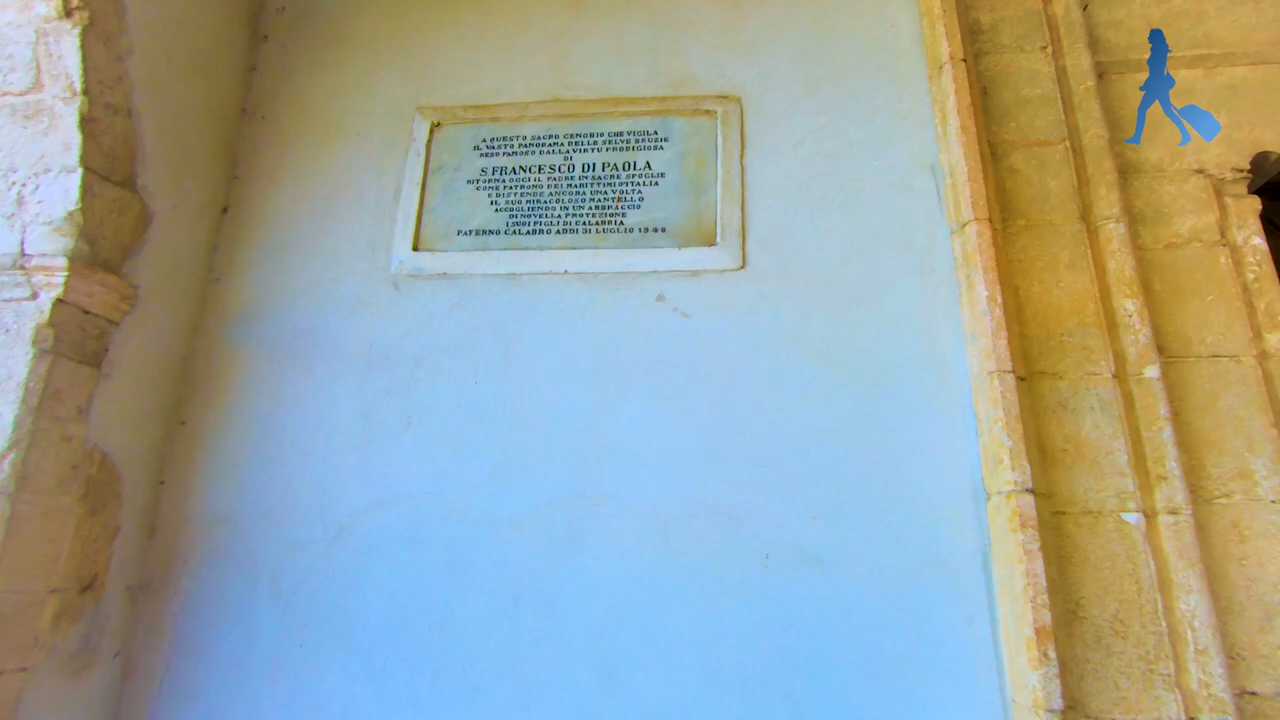 A QUESTO SACRO CENOBIO CHE VIGILA
IL VASTO PANORAMA DELLE SELVE BRUZIE
RESO FAMOSO DALLA VIRTU PRODIGIOSA
DI
S. FRANCESCO DI PAOLA
RITORNA OGGI IL PADRE IN SACRE SPOGLIE
COME PATRONO DEI MARITTIMI D'ITALIA
E DISTENDE ANCORA UNA VOLTA
IL SUO MIRACOLOSO MANTELLO
ACCOGLIENDO IN UN ABBRACCIO
DI NOVELLA PROTEZIONE
I SUOI FIGLI DI CALABRIA
PATERNO CALABRO ADDI 31 LUGLIO 1948